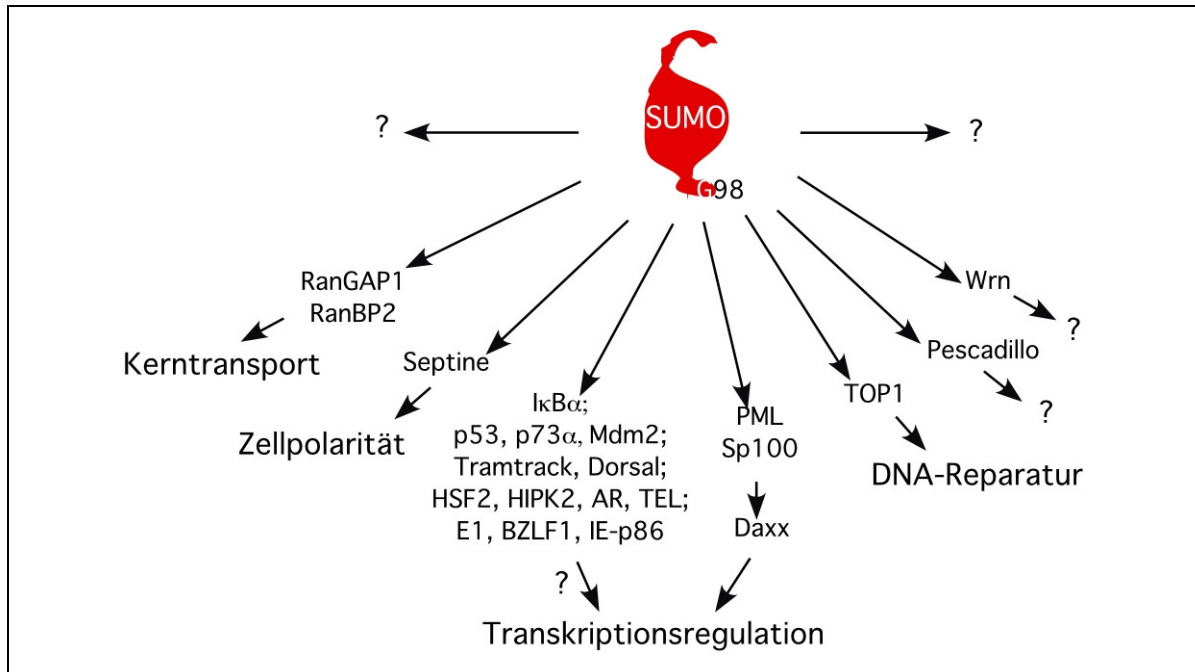 SUMO
?
?
G98
RanGAP1
RanBP2
Kerntransport
Septine
Zellpolarität
IκBα;
p53, p73α, Mdm2;
Tramtrack, Dorsal;
HSF2, HIPK2, AR, TEL;
E1, BZLF1, IE-p86
?
PML
Sp100
Daxx
Transkriptionsregulation
TOP1
DNA-Reparatur
Pescadillo
?
Wrn
?